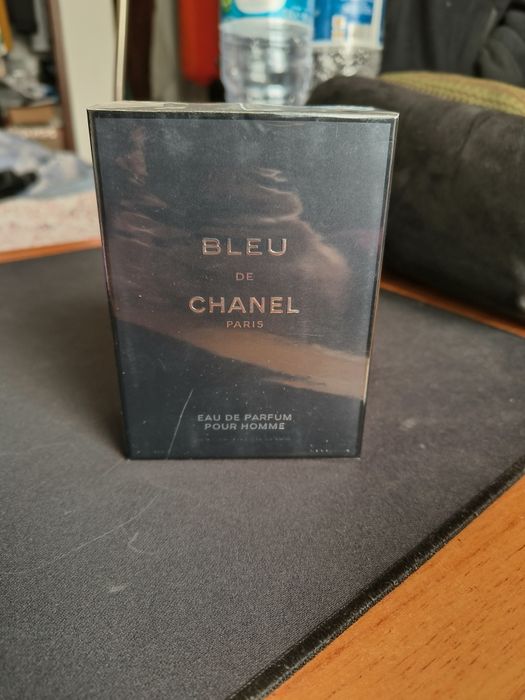 BLEU
DE
CHANEL
PARIS
EAU DE PARFUM
POUR HOMME